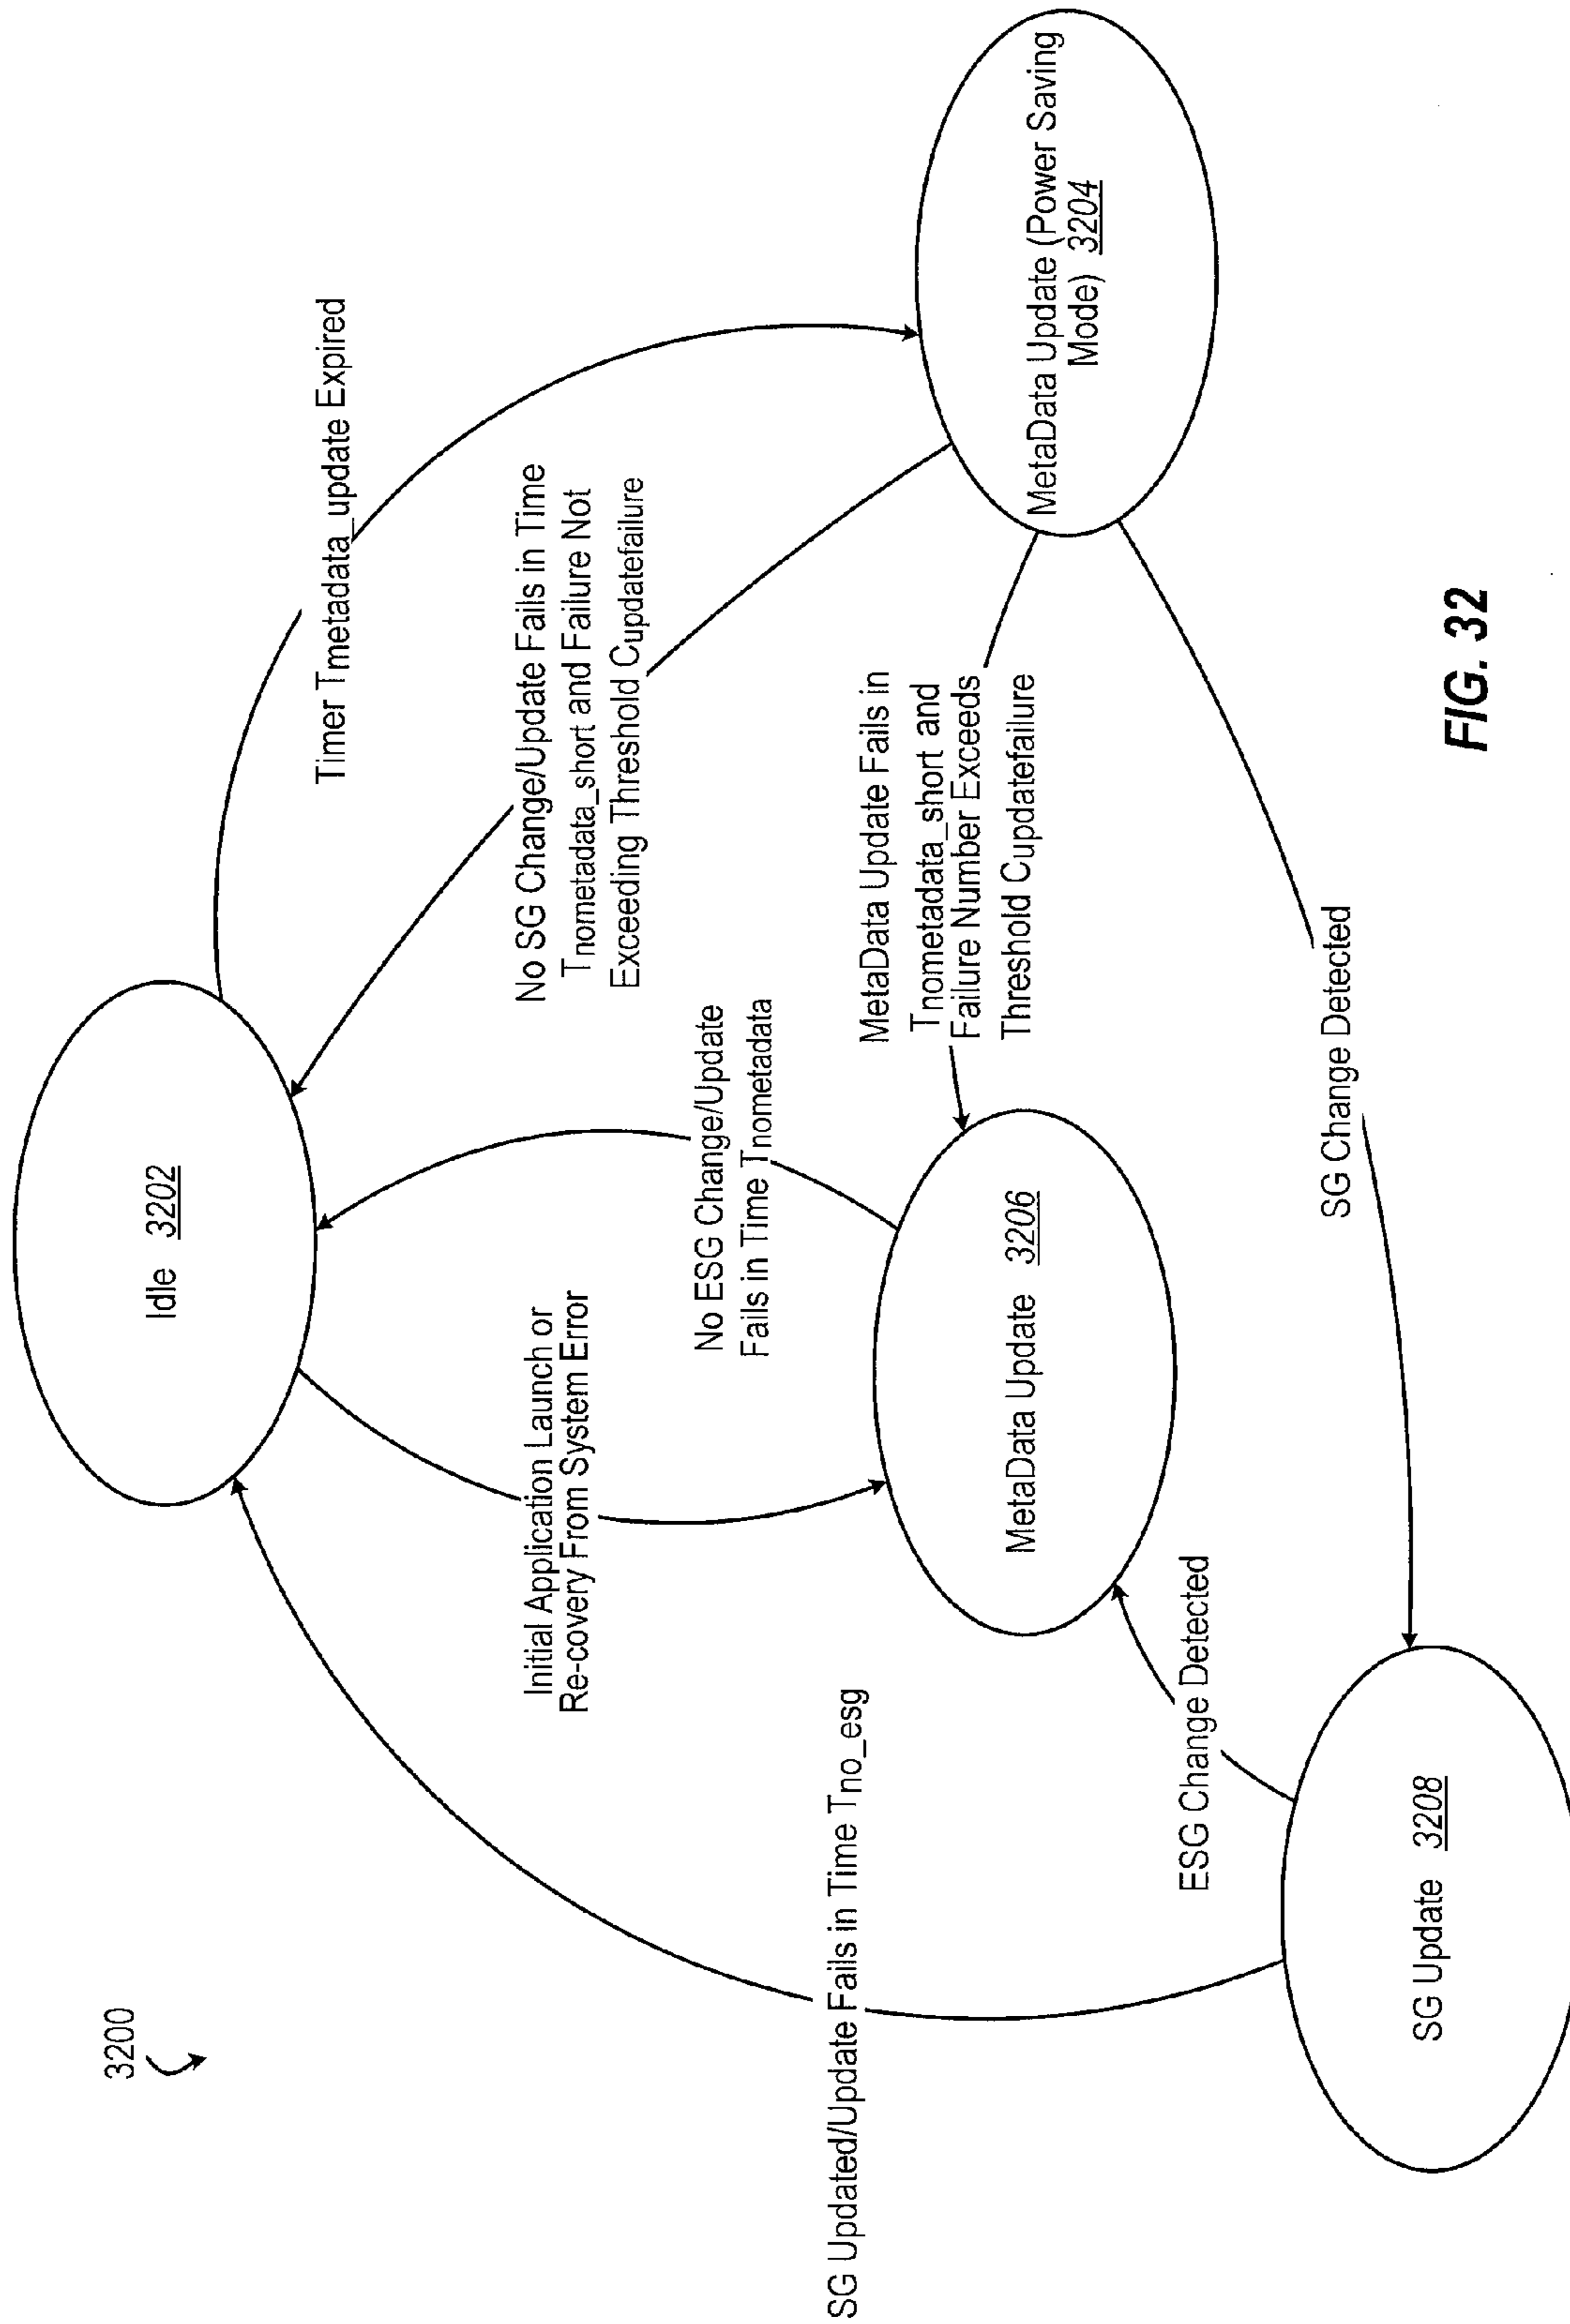 3200
Idle 3202
Timer Tmetadata_update Expired
No SG Change/Update Fails in Time
Tnometadata_short and Failure Not
Exceeding Threshold Cupdatefailure
Initial Application Launch or
Re-covery From System Error
No ESG Change/Update
Fails in Time Tnometadata
MetaData Update Fails in
Tnometadata_short and
Failure Number Exceeds
Threshold Cupdatefailure
SG Updated/Update Fails in Time Tno_esg
MetaData Update 3206
MetaData Update (Power Saving
Mode) 3204
ESG Change Detected
SG Change Detected
SG Update 3208
FIG. 32